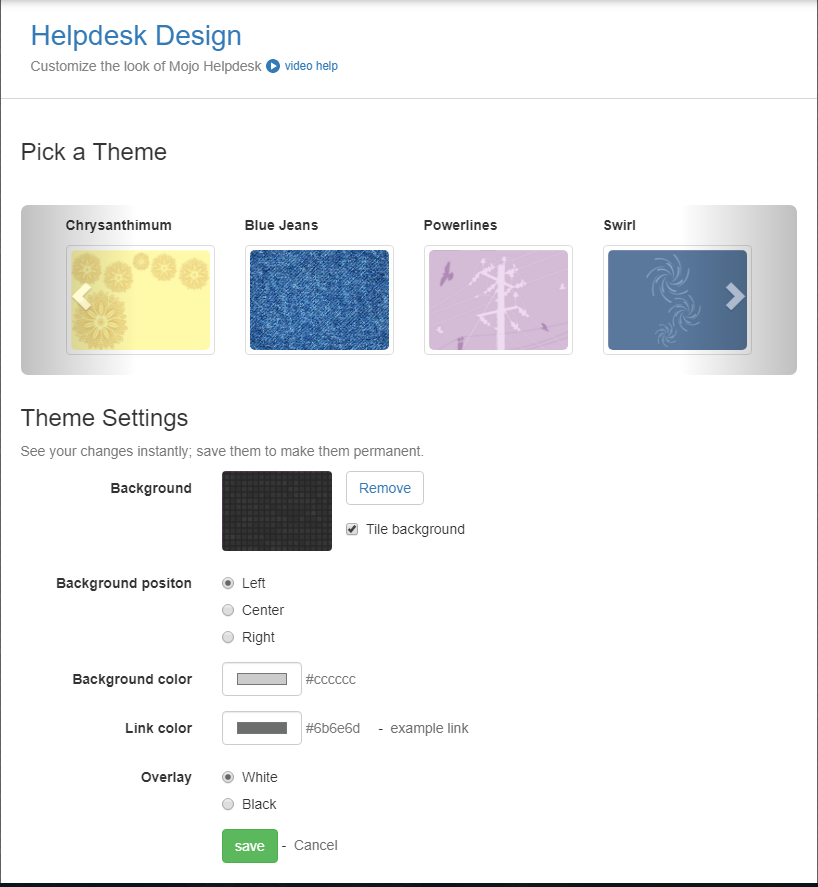 Helpdesk Design
Customize the look of Mojo Helpdesk video help
Pick a Theme
Chrysanthimum Blue Jeans Powerlines Swirl
Theme Settings
See your changes instantly; save them to make them permanent.
Background Remove
Tile background
Background positon Left
Center
Right
Background color #cccccc
Link color #6b6e6d - example link
Overlay White
Black
save - Cancel